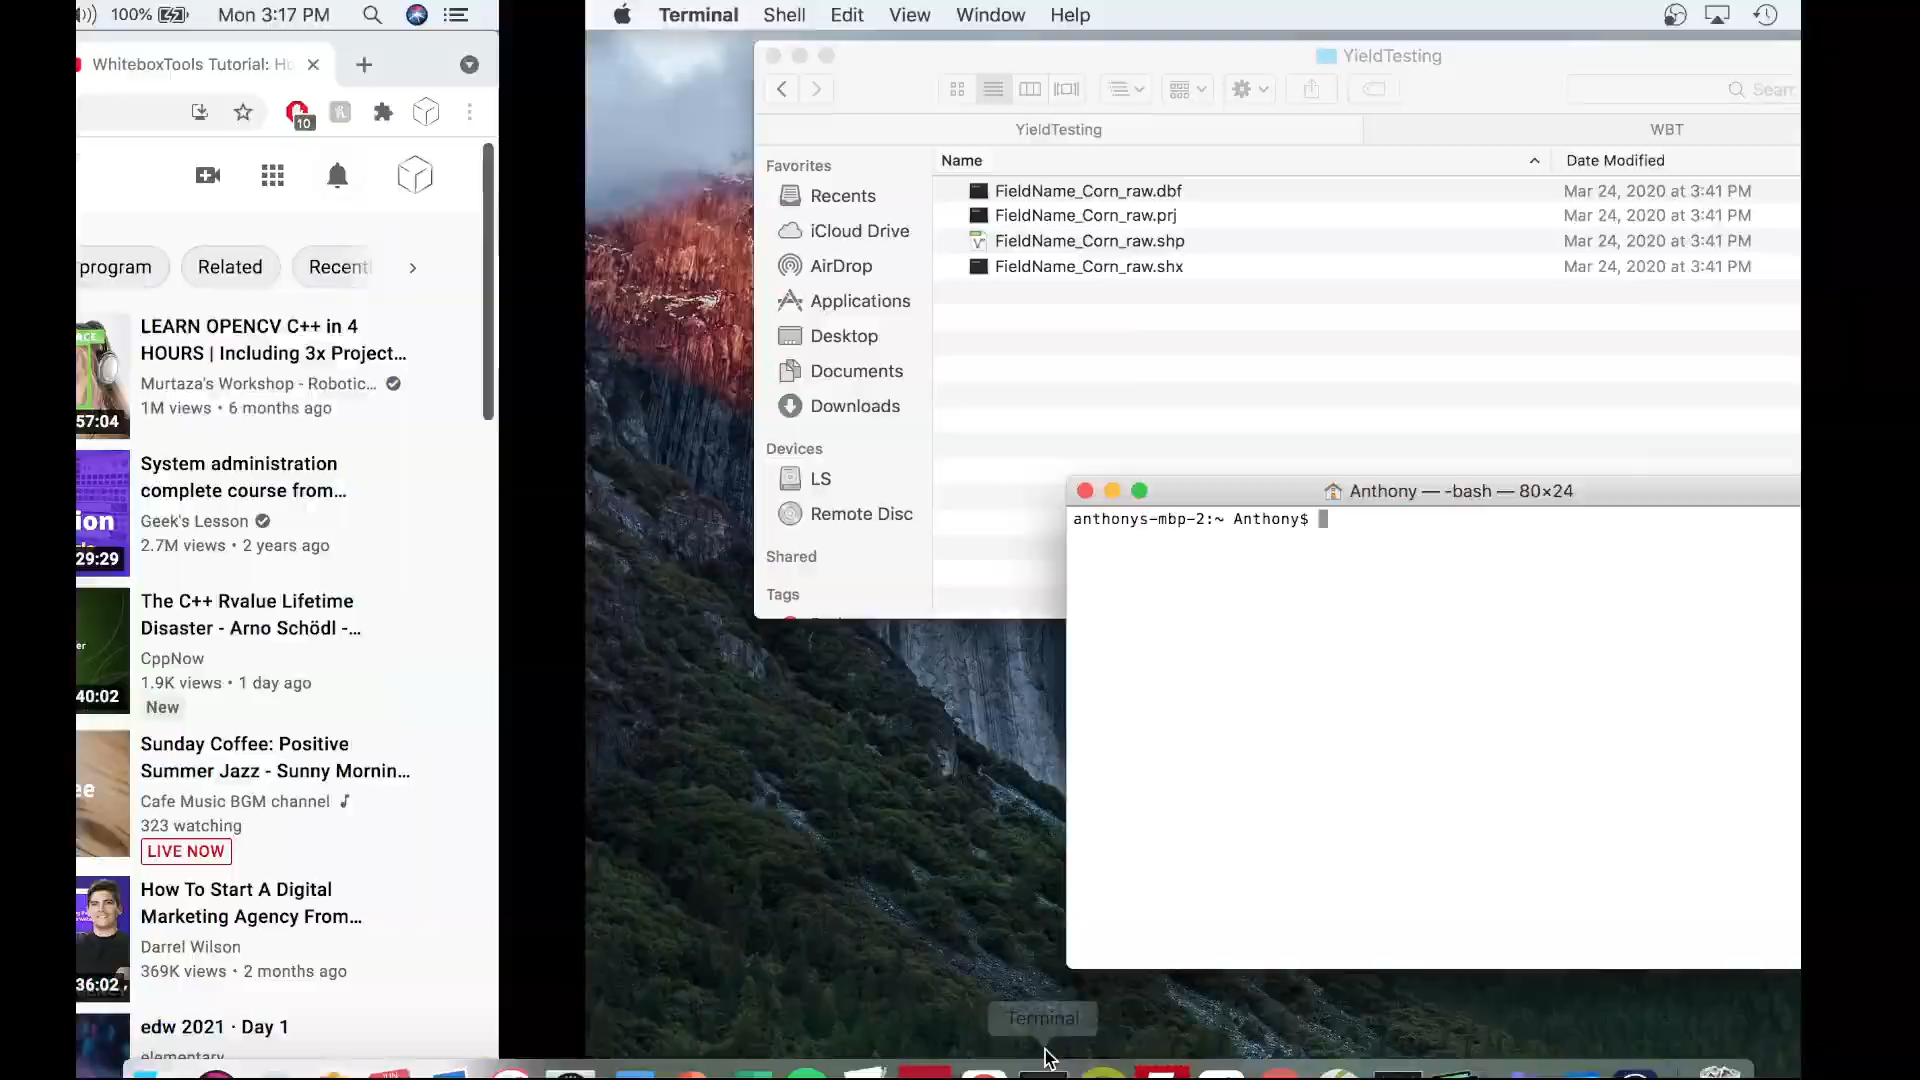 100% Mon 3:17 PM
WhiteboxTools Tutorial: H
10
program Related Recentl
LEARN OPENCV C++ in 4
HOURS | Including 3x Project...
Murtaza's Workshop - Robotic...
1M views • 6 months ago
57:04
System administration
complete course from...
Geek's Lesson
2.7M views • 2 years ago
ion
29:29
The C++ Rvalue Lifetime
Disaster - Arno Schödl -...
CppNow
1.9K views • 1 day ago
New
40:02
Sunday Coffee: Positive
Summer Jazz - Sunny Mornin...
Cafe Music BGM channel
323 watching
LIVE NOW
How To Start A Digital
Marketing Agency From...
Darrel Wilson
369K views • 2 months ago
36:02
edw 2021 · Day 1
elementary
Terminal Shell Edit View Window Help
YieldTesting
Sear
YieldTesting WBT
Favorites
Recents
iCloud Drive
AirDrop
Applications
Desktop
Documents
Downloads
Devices
LS
Remote Disc
Shared
Tags
Name Date Modified
FieldName_Corn_raw.dbf Mar 24, 2020 at 3:41 PM
FieldName_Corn_raw.prj Mar 24, 2020 at 3:41 PM
FieldName_Corn_raw.shp Mar 24, 2020 at 3:41 PM
FieldName_Corn_raw.shx Mar 24, 2020 at 3:41 PM
Anthony — -bash — 80×24
anthonys-mbp-2:~ Anthony$
Terminal